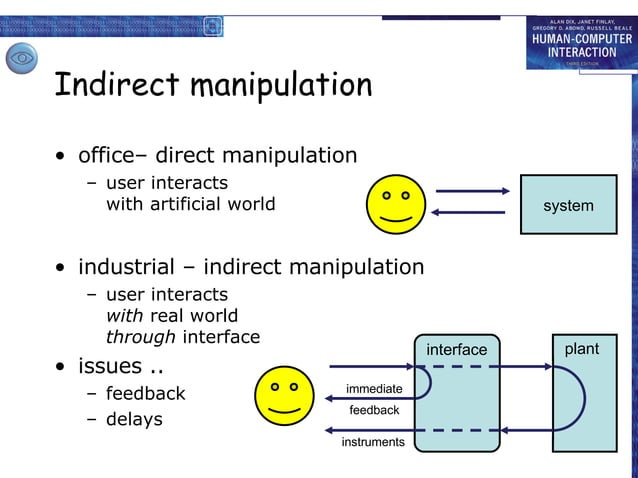 ALAN DIX, JANET FINLAY,
GREGORY D. ABOWD, RUSSELL BEALE
HUMAN-COMPUTER
INTERACTION
THIRD EDITION
Indirect manipulation
• office– direct manipulation
– user interacts
with artificial world
system
• industrial – indirect manipulation
– user interacts
with real world
through interface
interface
plant
• issues ..
– feedback
– delays
immediate
feedback
instruments